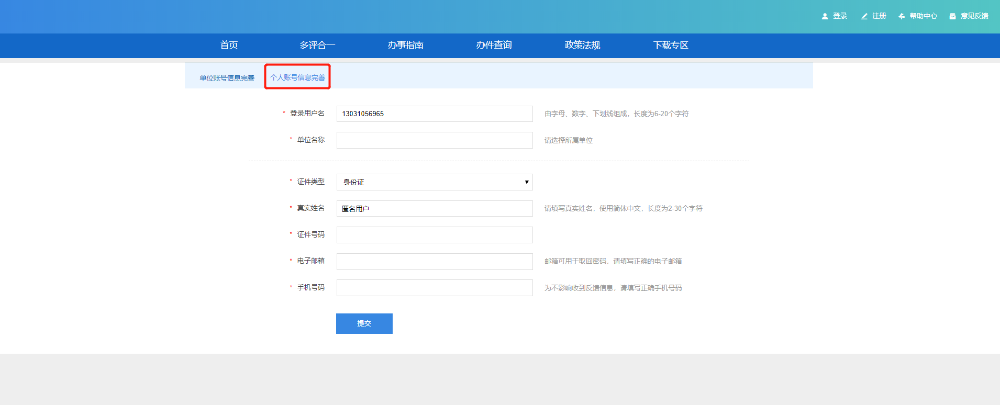 登录 注册 帮助中心 意见反馈
首页 多评合一 办事指南 办件查询 政策法规 下载专区
单位账号信息完善 个人账号信息完善
* 登录用户名 13031056965 由字母、数字、下划线组成，长度为6-20个字符
* 单位名称 请选择所属单位
* 证件类型 身份证
* 真实姓名 匿名用户 请填写真实姓名，使用简体中文，长度为2-30个字符
* 证件号码
* 电子邮箱 邮箱可用于取回密码，请填写正确的电子邮箱
* 手机号码 为不影响收到反馈信息，请填写正确手机号码
提交